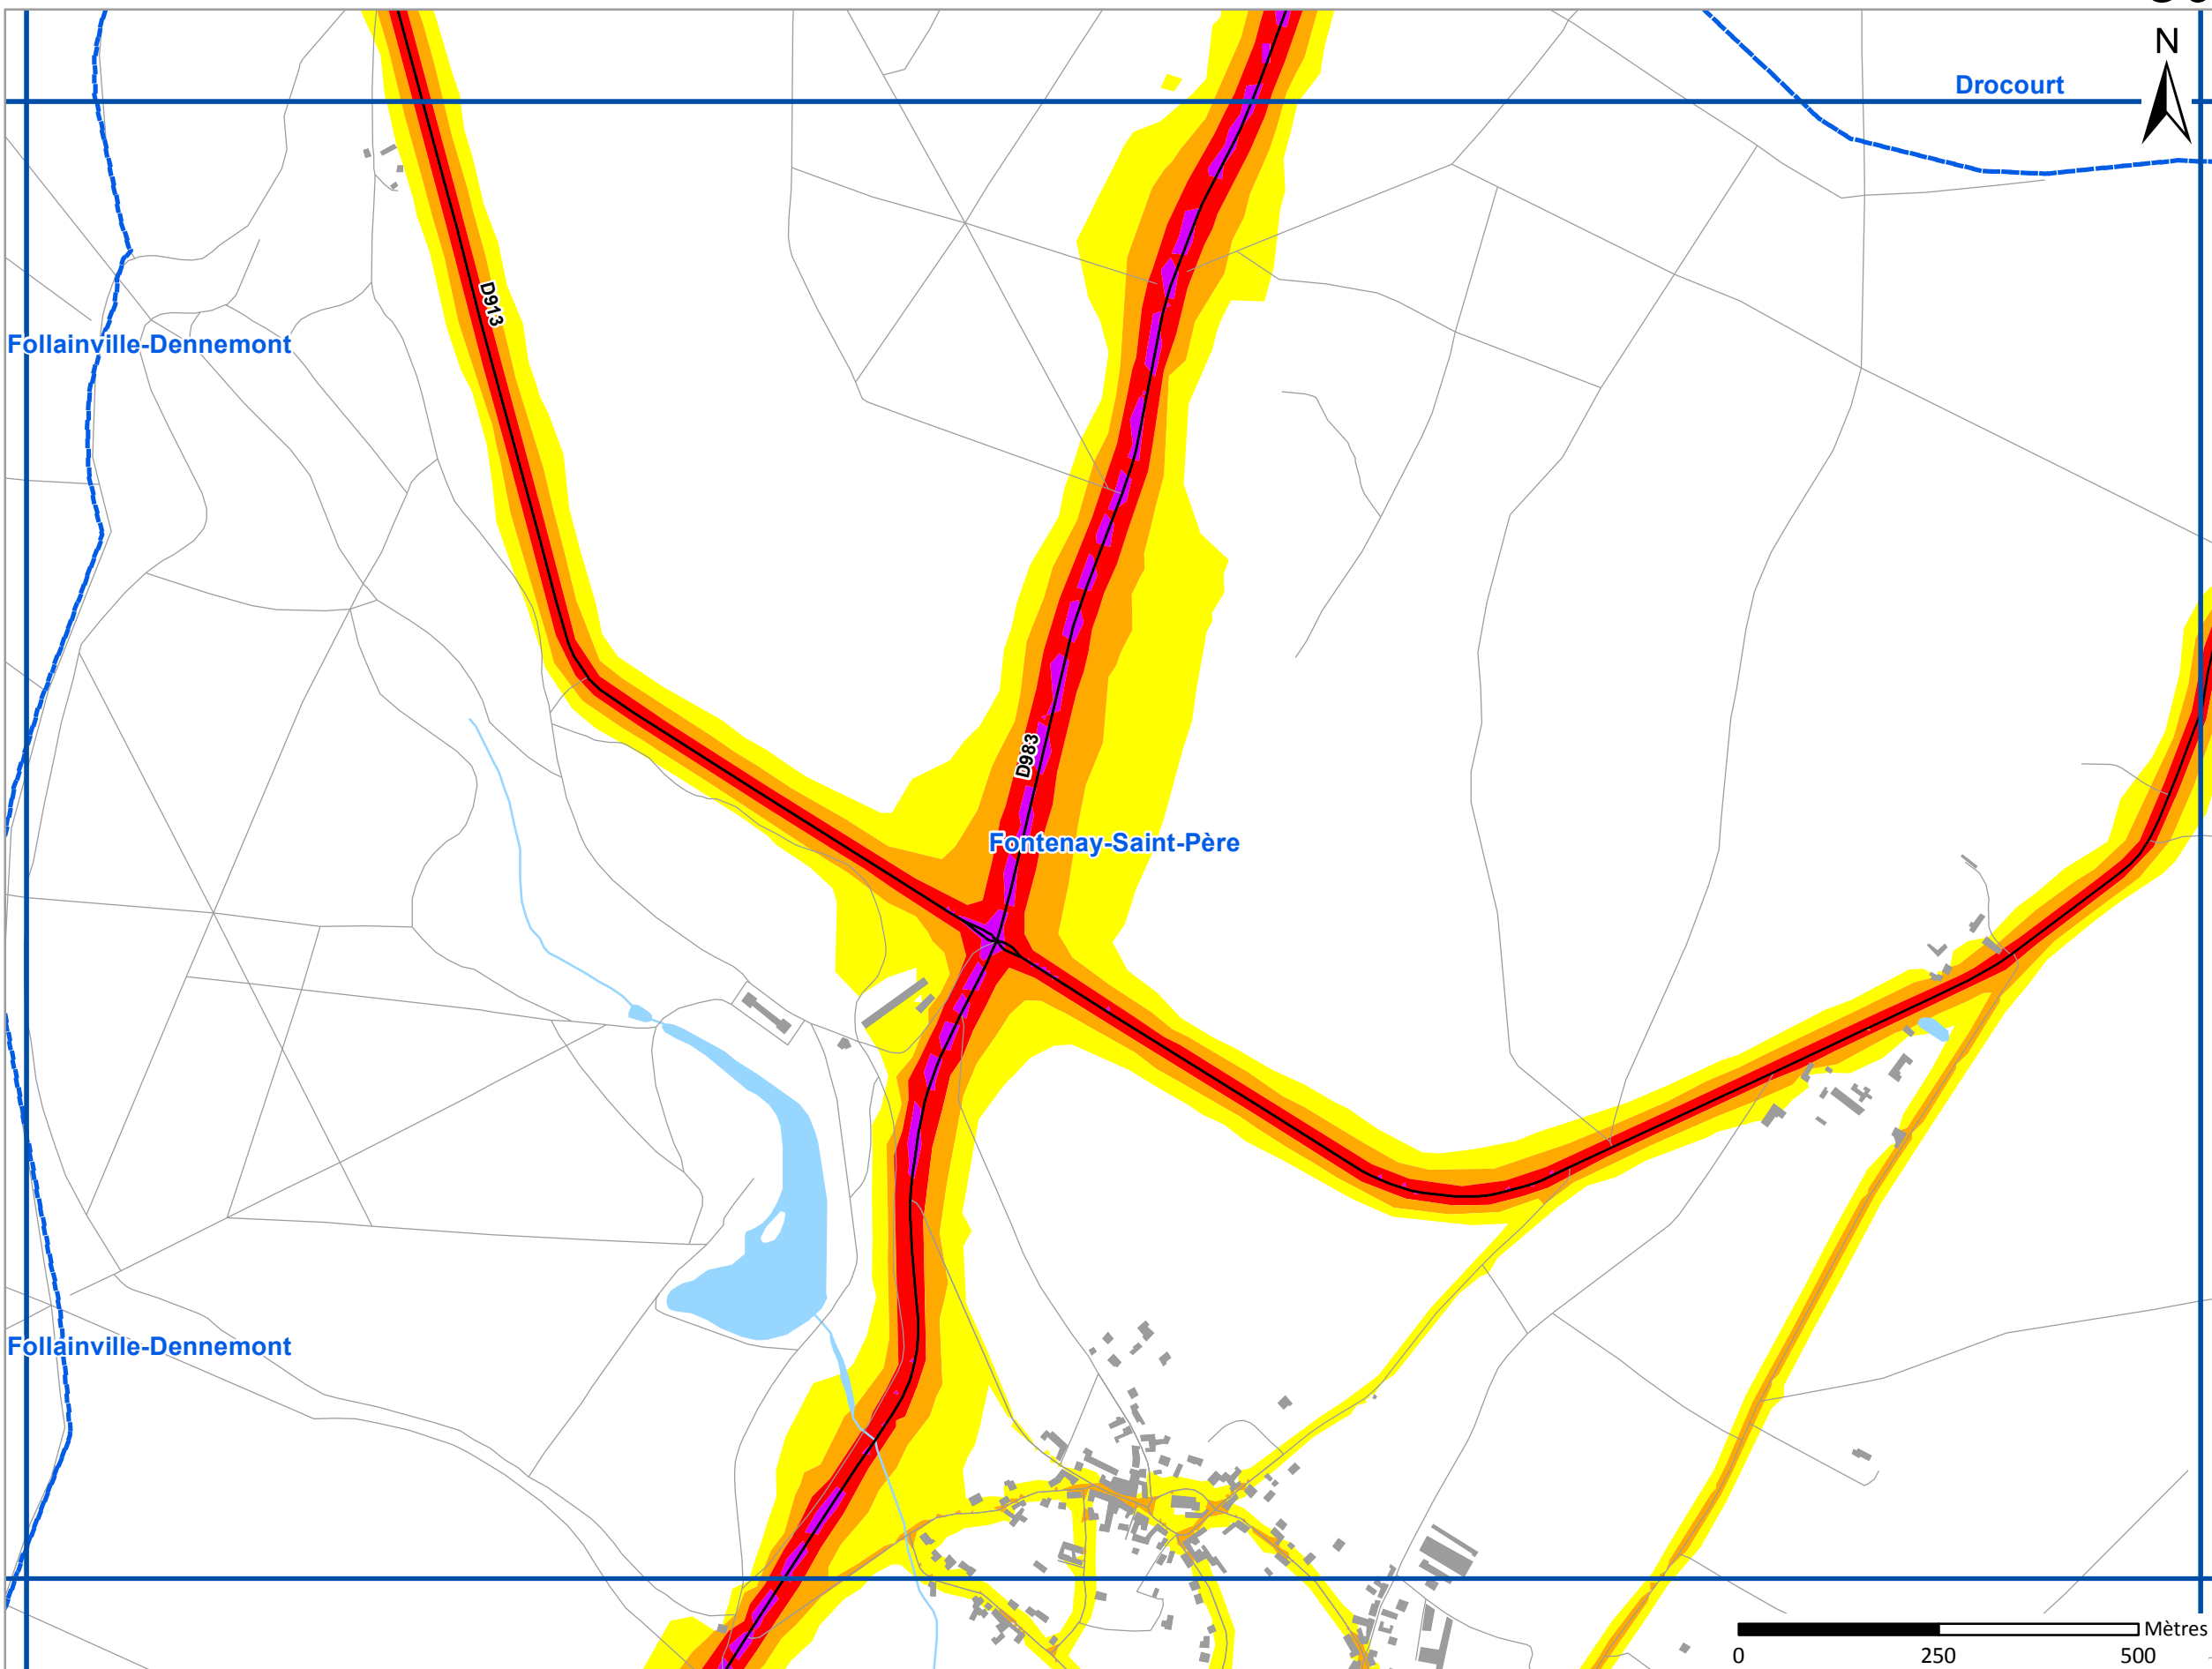 N
Drocourt
D913
Follainville-Dennemont
D983
Fontenay-Saint-Père
Follainville-Dennemont
Mètres
0 250 500